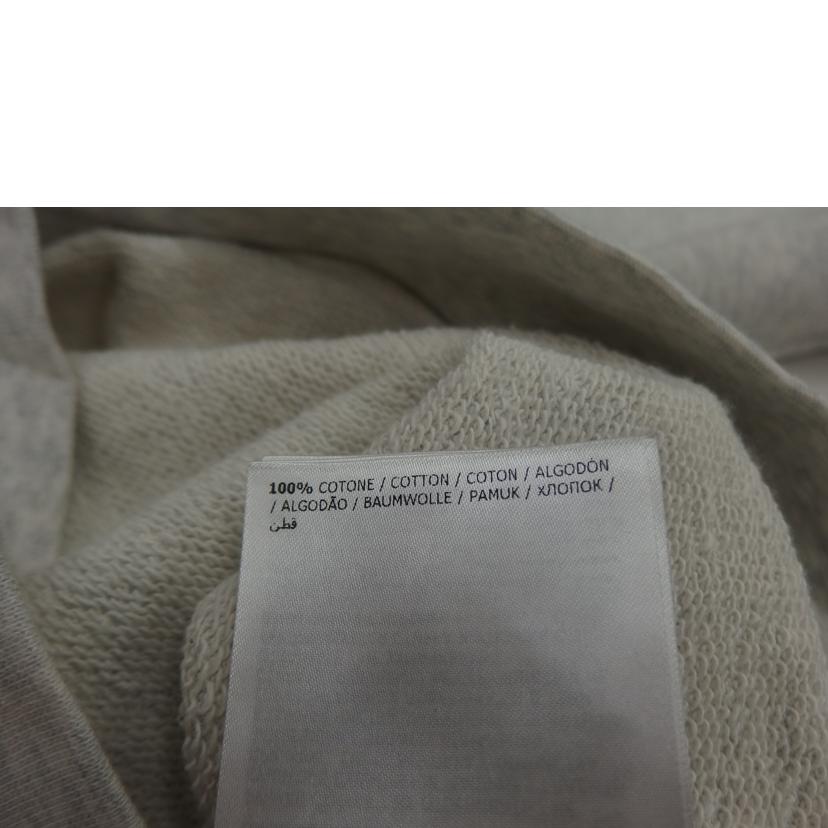 100% COTONE / COTTON / COTON / ALGODÓN
/ ALGODÃO / BAUMWOLLE / PAMUK / ХЛОПОК /
قطن